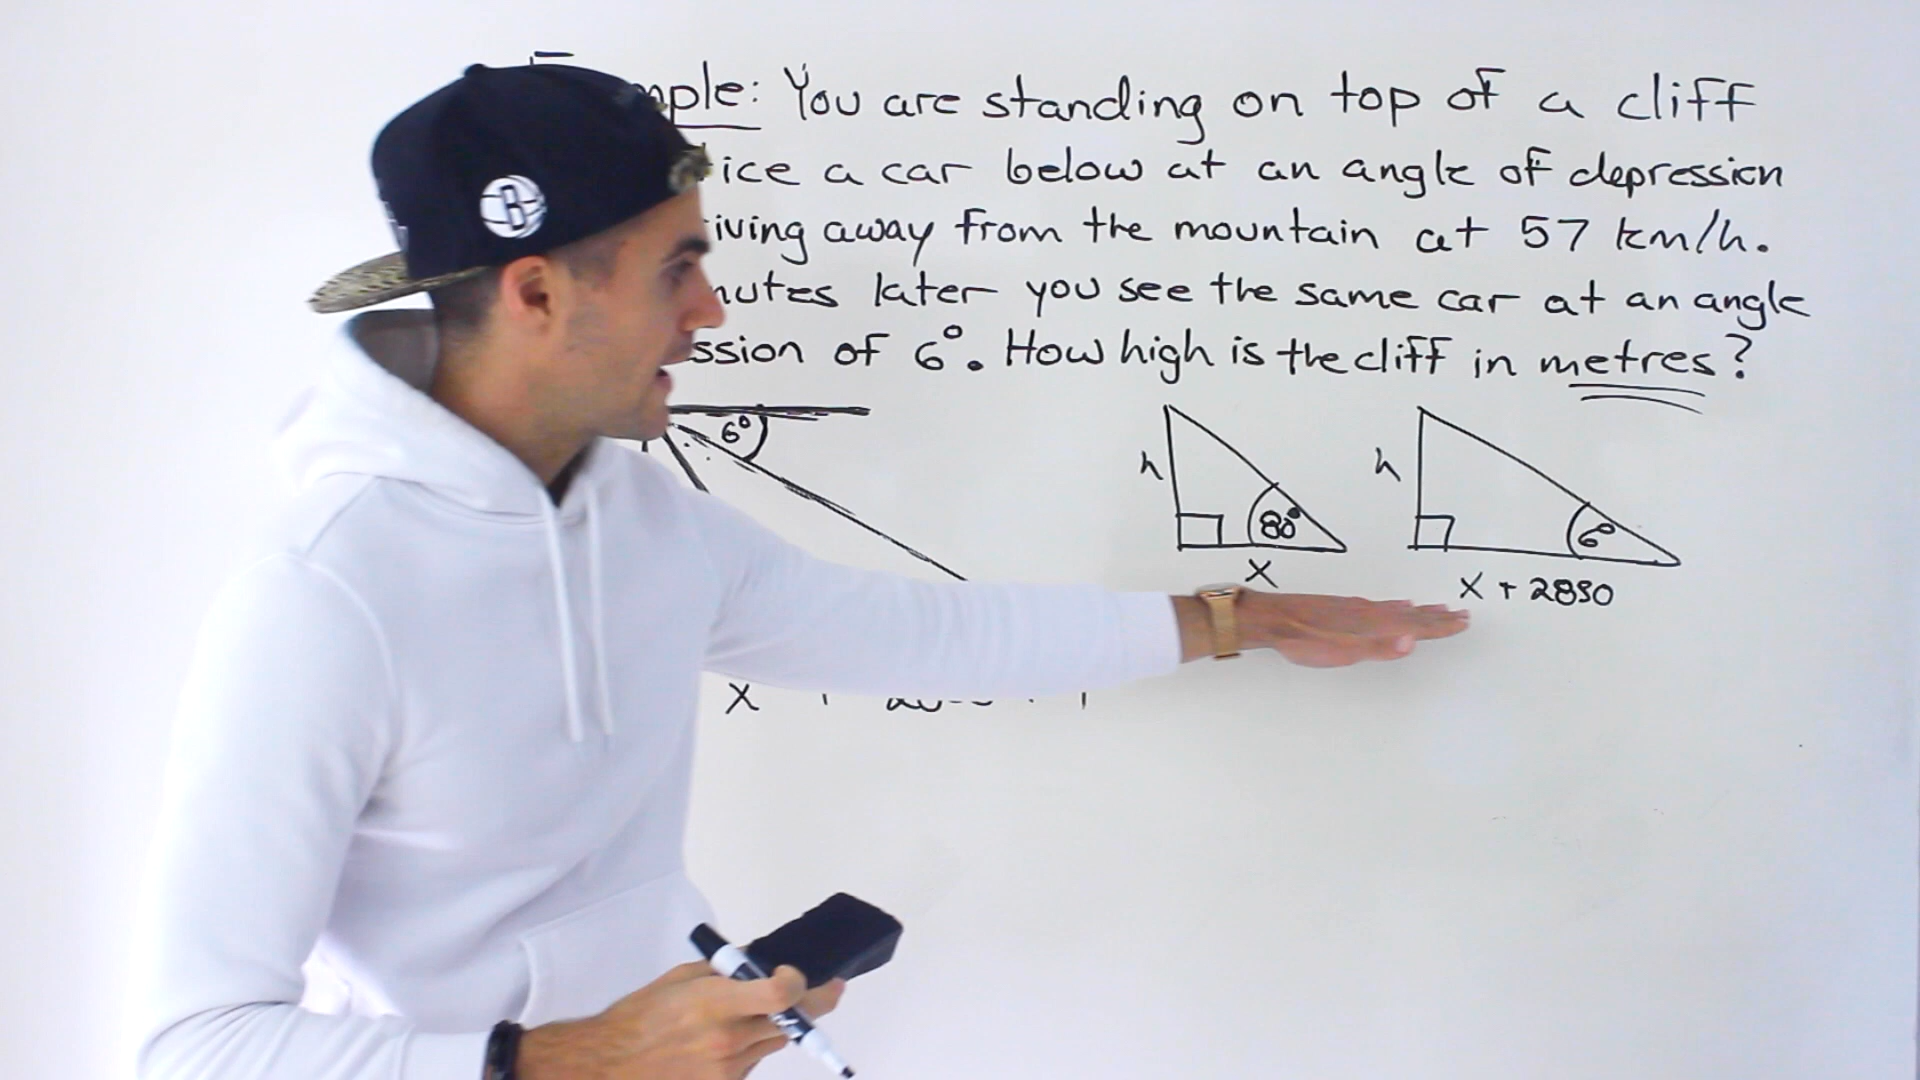 mple: You are standing on top of a cliff
ice a car below at an angle of depression
iving away from the mountain at 57 km/h.
nutes later you see the same car at an angle
ssion of 6°. How high is the cliff in metres?
6°
h
80°
x
h
6°
x + 2850
x
B